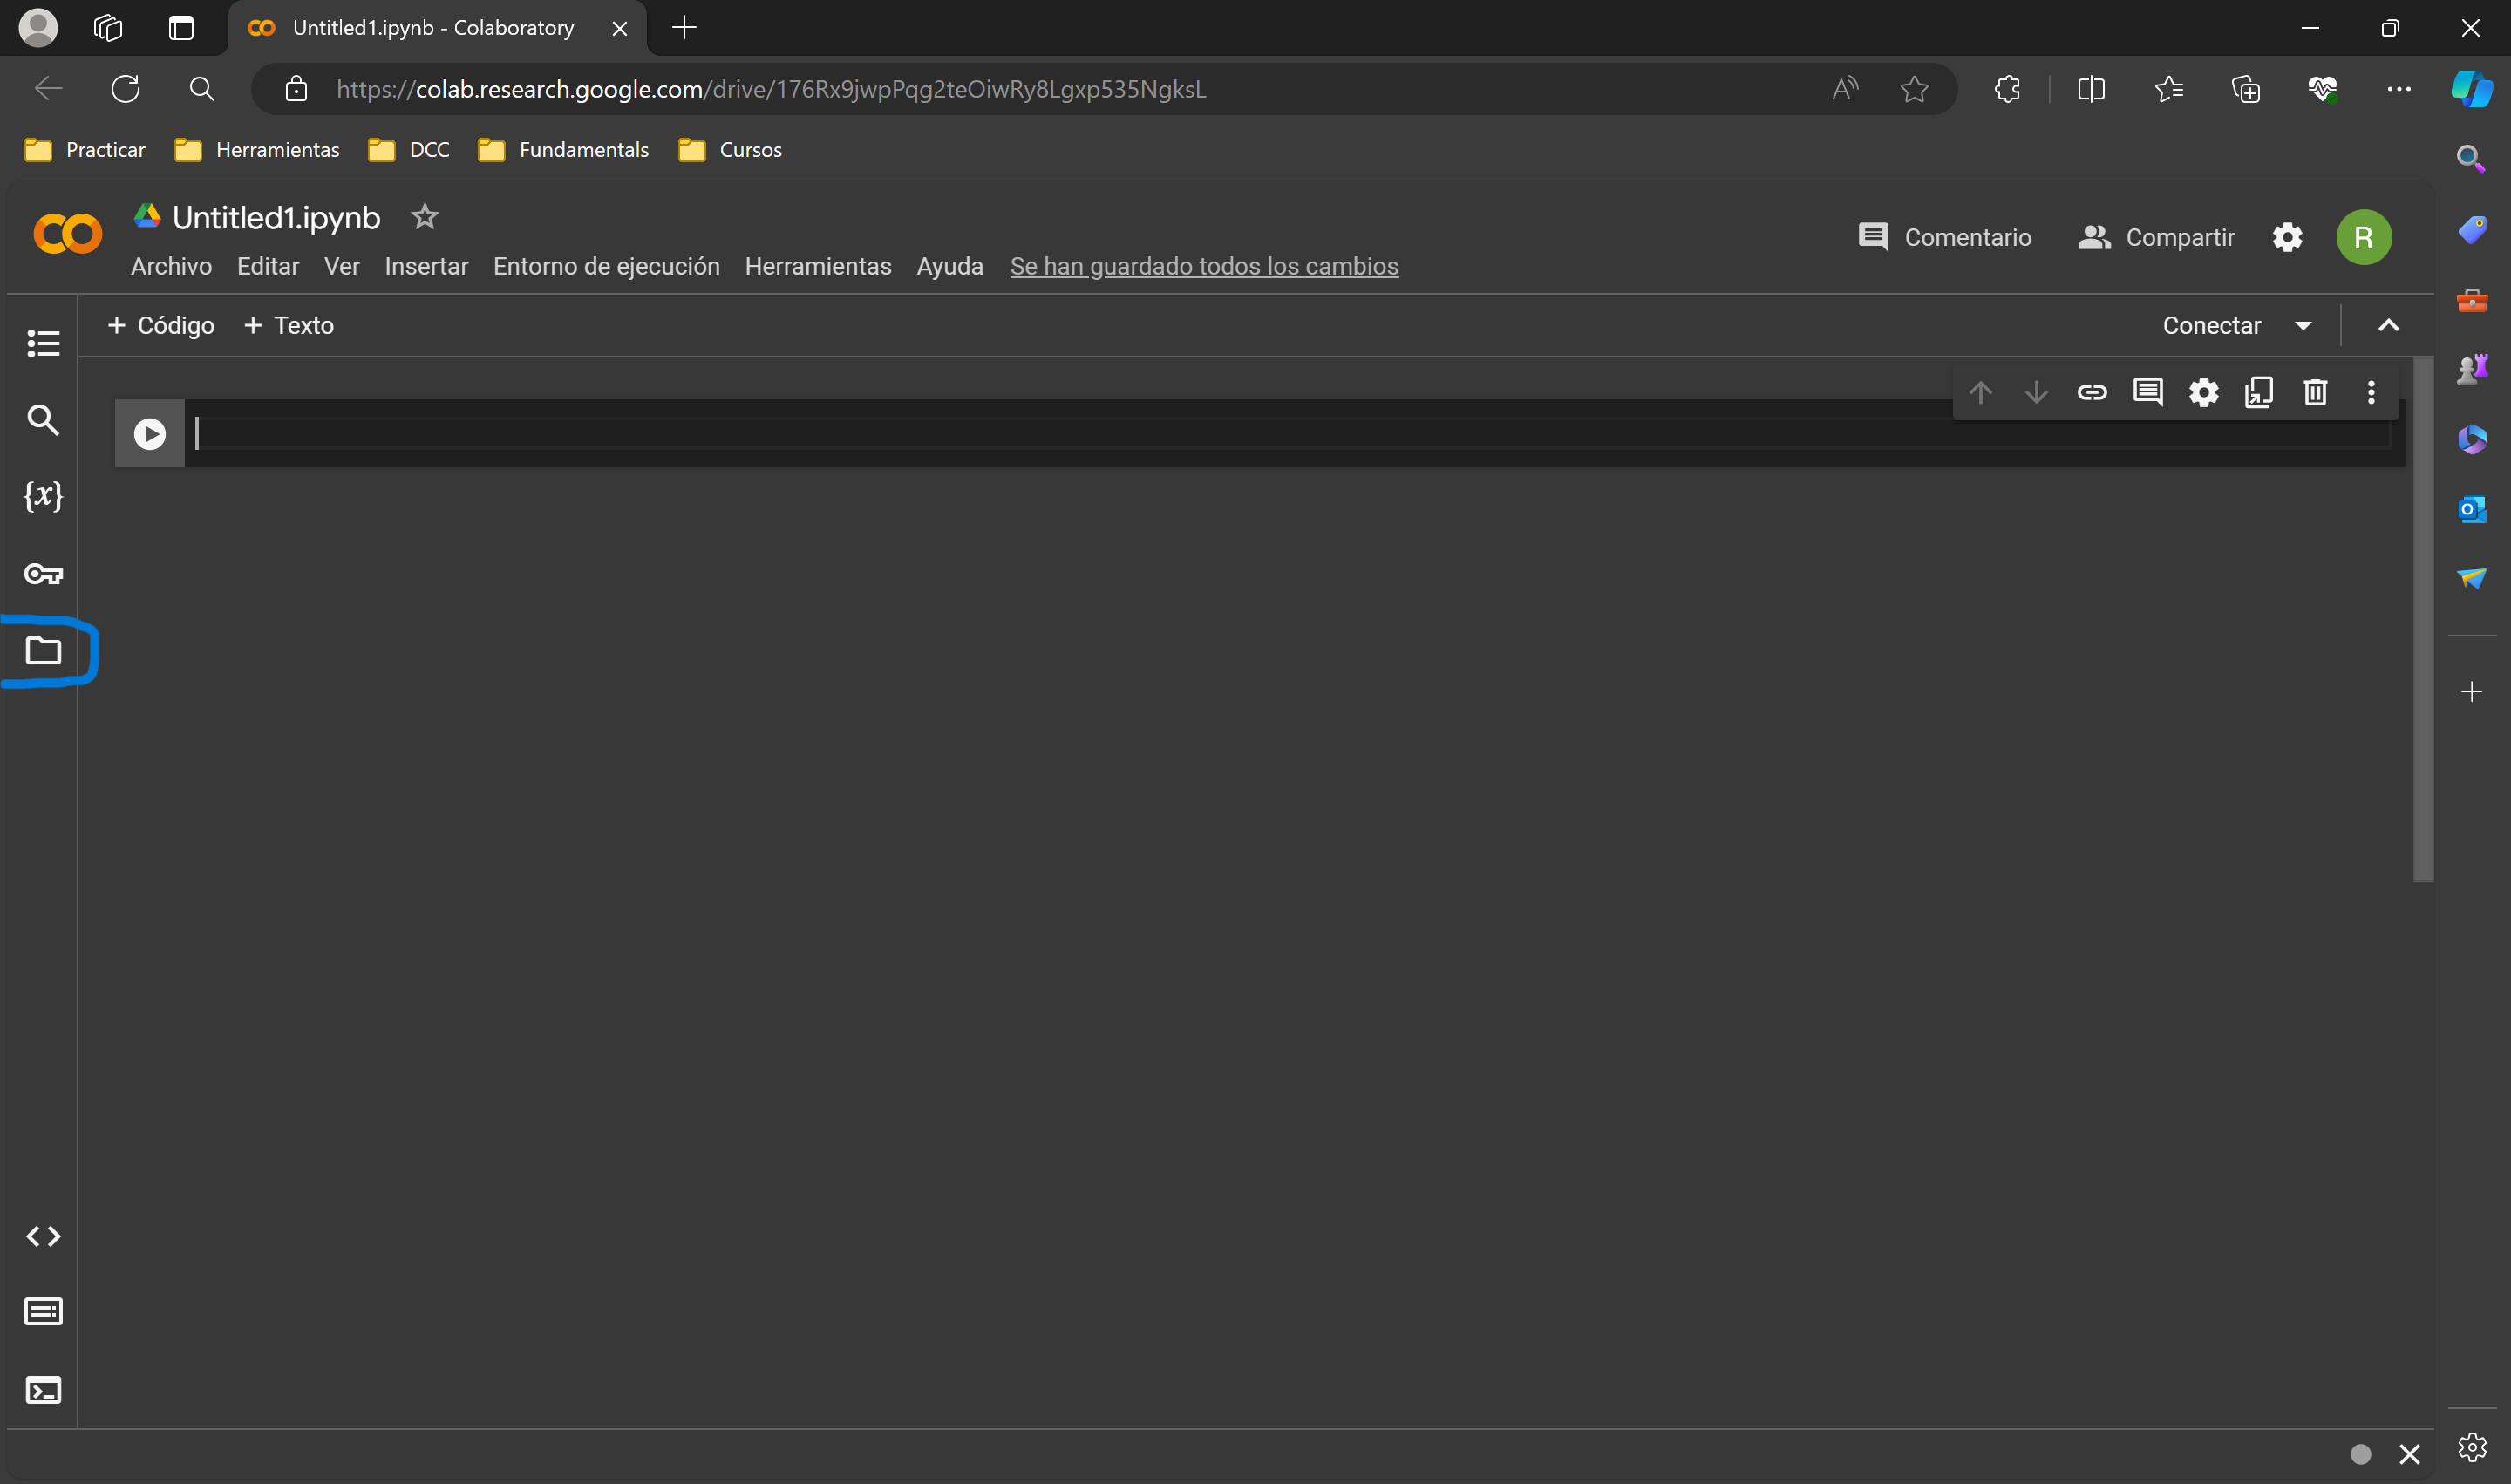 Untitled1.ipynb - Colaboratory
https://colab.research.google.com/drive/176Rx9jwpPqg2teOiwRy8Lgxp535NgksL
Practicar Herramientas DCC Fundamentals Cursos
Untitled1.ipynb
Comentario Compartir R
Archivo Editar Ver Insertar Entorno de ejecución Herramientas Ayuda Se han guardado todos los cambios
+ Código + Texto Conectar
{x}